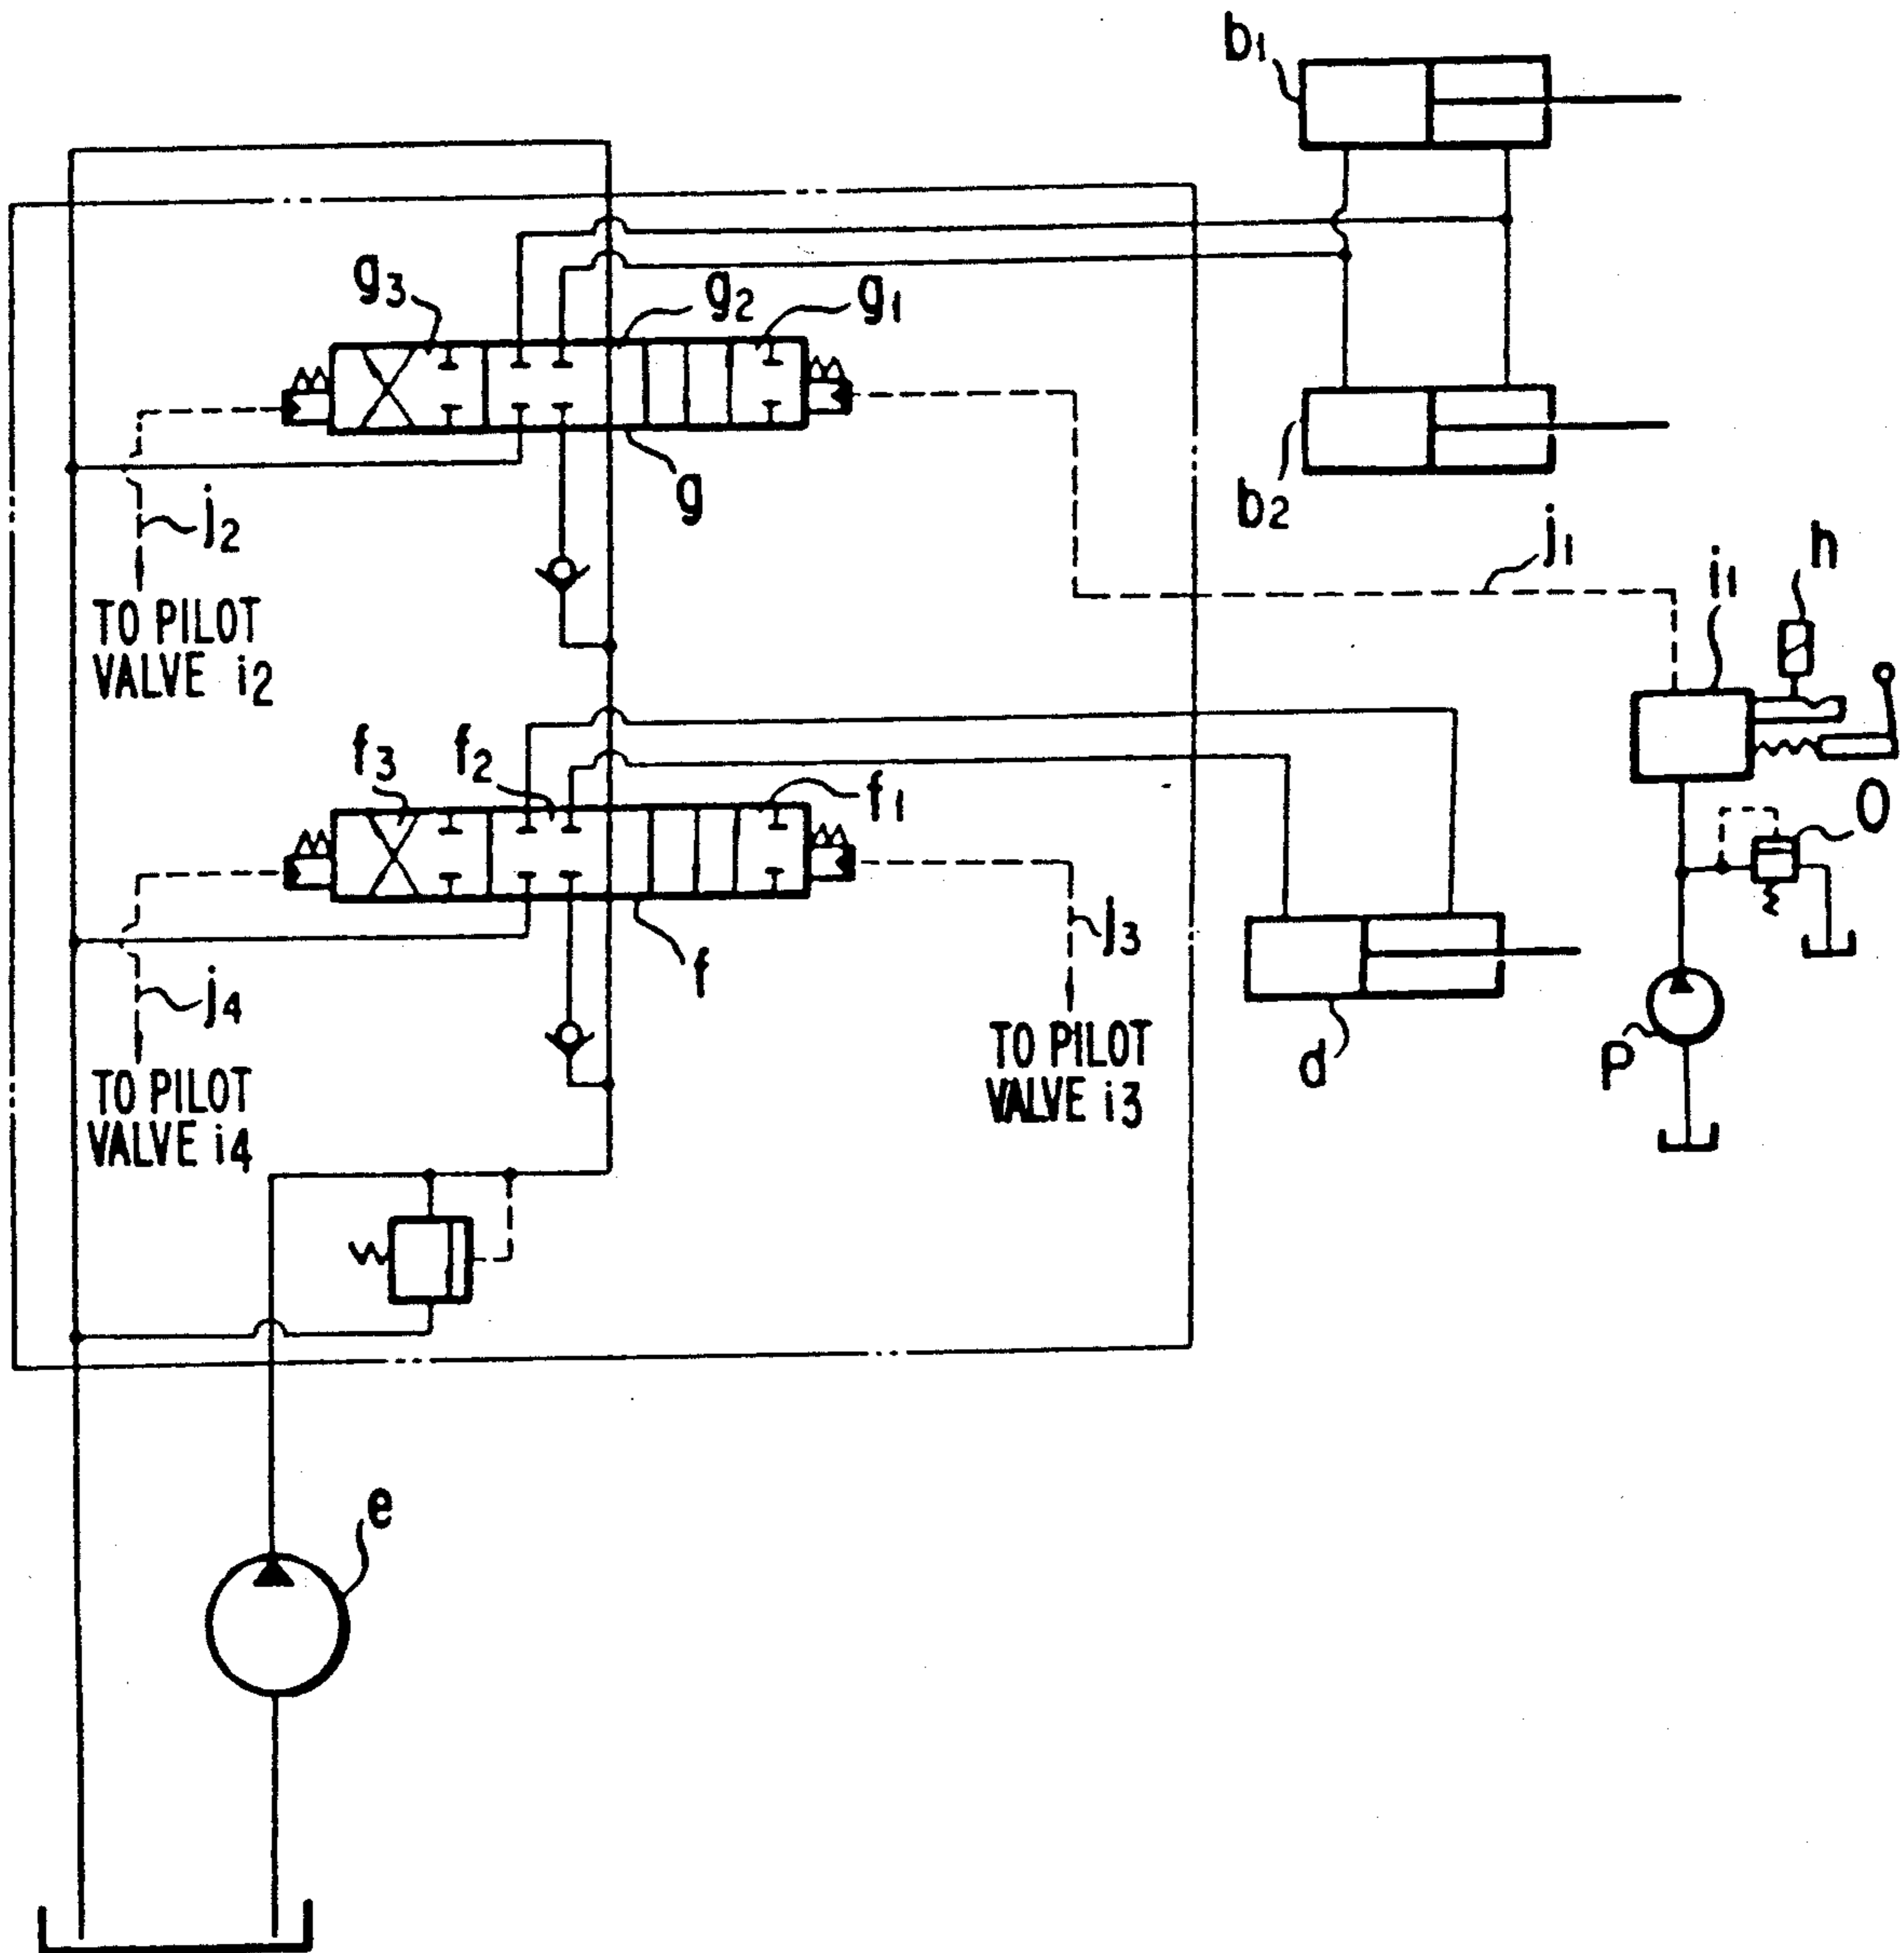 b1
g3
g2
g1
g
b2
j2
j1
h
i1
TO PILOT
VALVE i2
f3
f2
f1
O
j3
f
j4
d
P
TO PILOT
VALVE i3
TO PILOT
VALVE i4
e